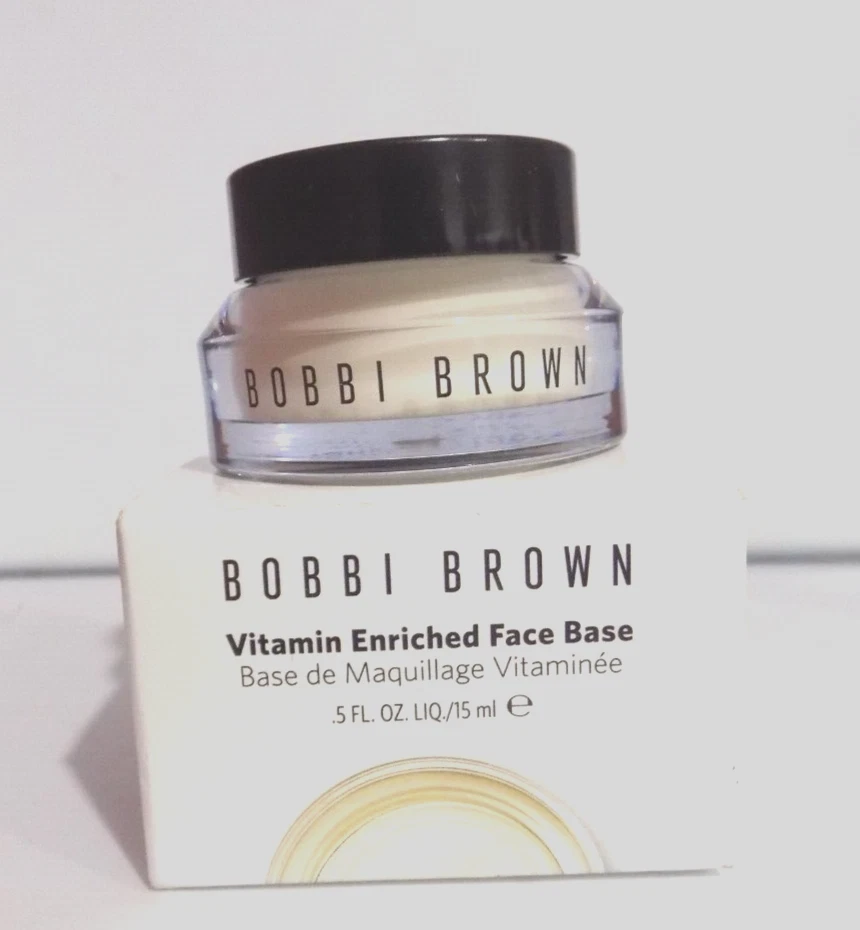 BOBBI BROWN
BOBBI BROWN
Vitamin Enriched Face Base
Base de Maquillage Vitaminée
.5 FL. OZ. LIQ./15 ml ℮